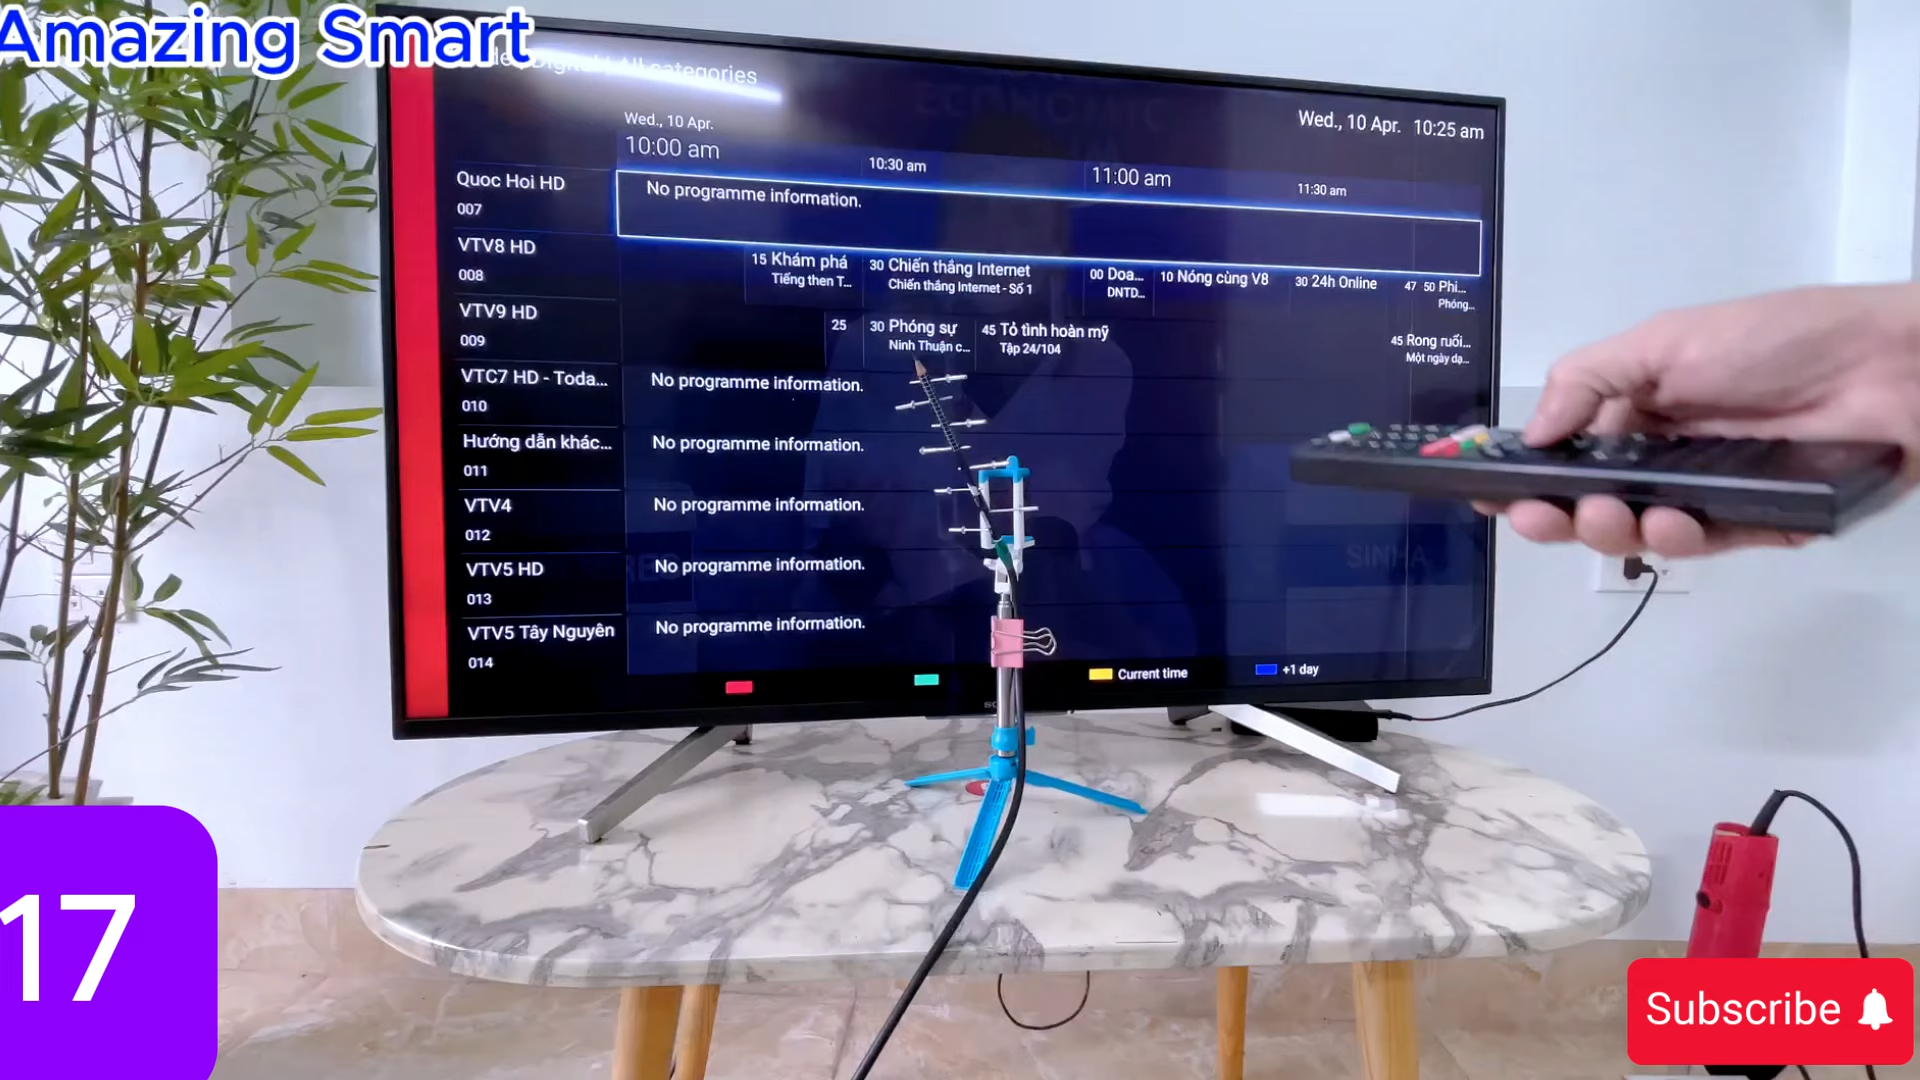 Amazing Smart
Digital | All categories
Wed., 10 Apr. 10:25 am
Wed., 10 Apr.
10:00 am
10:30 am
11:00 am
11:30 am
Quoc Hoi HD
007
No programme information.
VTV8 HD
008
15 Khám phá
Tiếng then T...
30 Chiến thắng Internet
Chiến thắng Internet - Số 1
00 Doa...
DNTD...
10 Nóng cùng V8
30 24h Online
47 50 Phi...
Phóng...
VTV9 HD
009
25
30 Phóng sự
Ninh Thuận c...
45 Tỏ tình hoàn mỹ
Tập 24/104
45 Rong ruổi...
Một ngày dạ...
VTC7 HD - Toda...
010
No programme information.
Hướng dẫn khác...
011
No programme information.
VTV4
012
No programme information.
VTV5 HD
013
No programme information.
VTV5 Tây Nguyên
014
No programme information.
Current time
+1 day
17
Subscribe